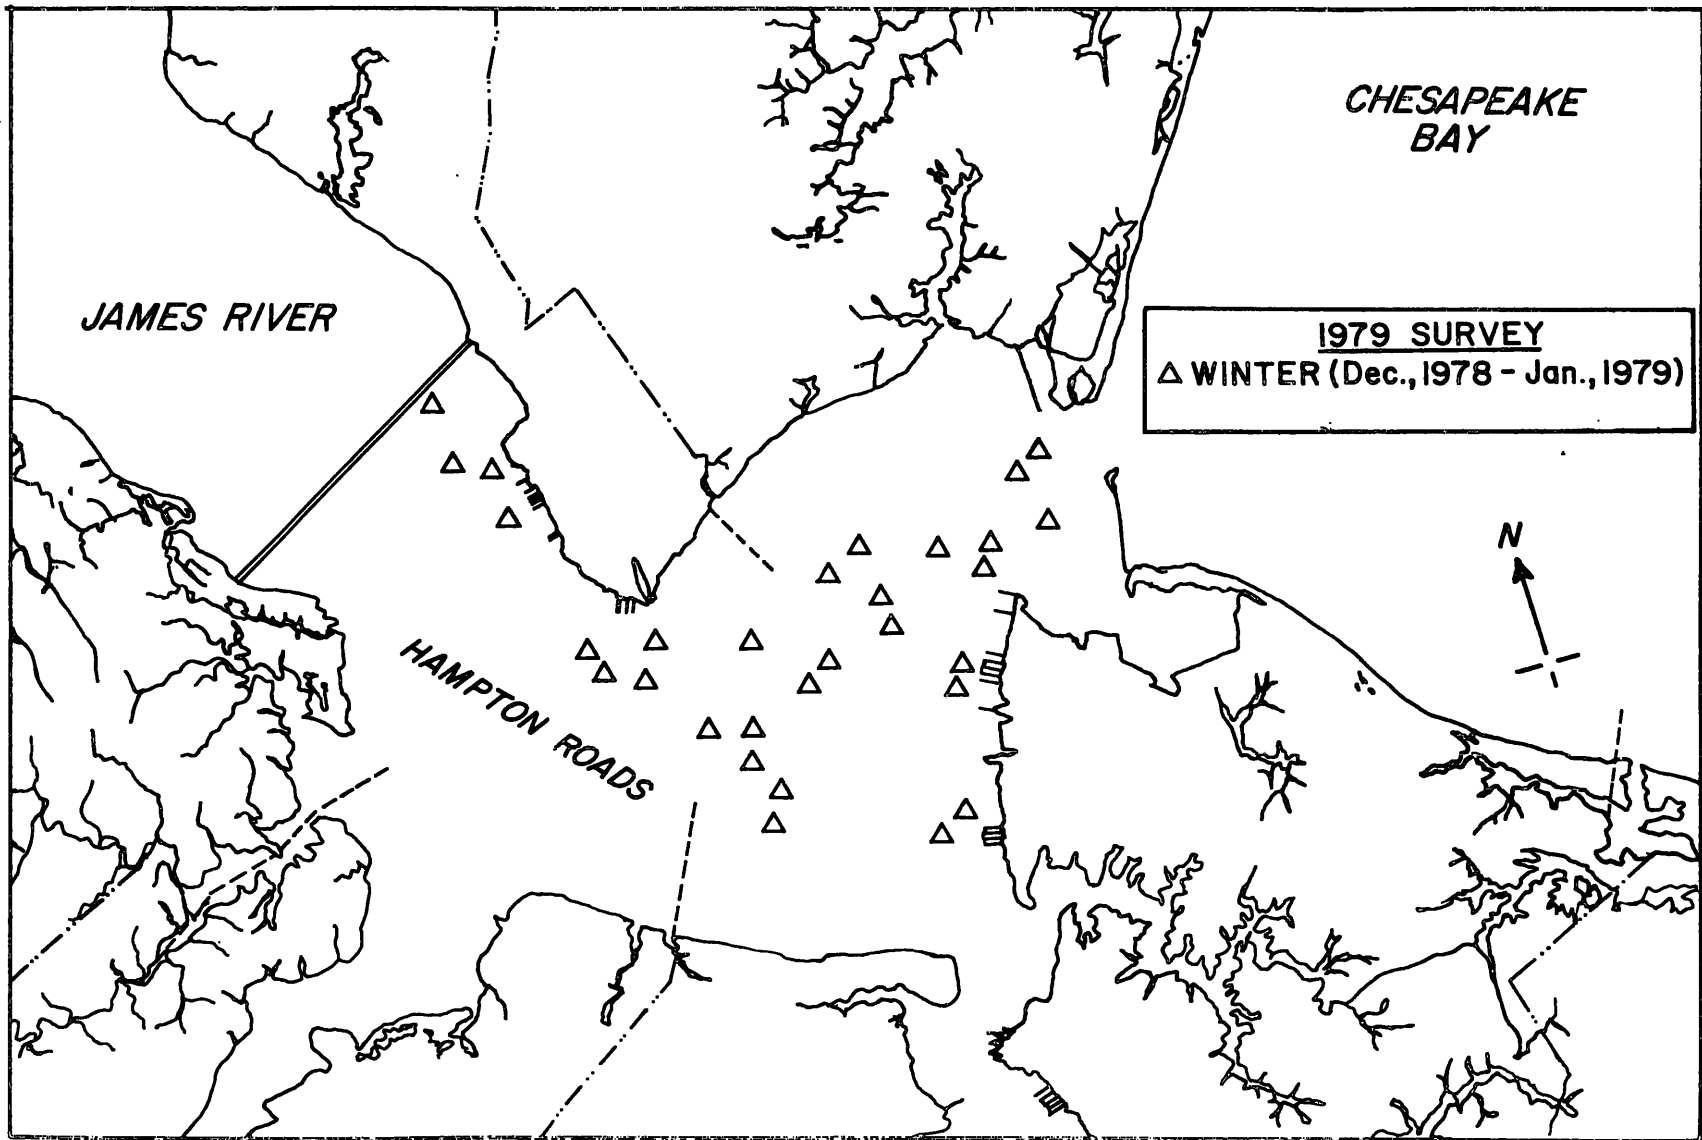 CHESAPEAKE
BAY
JAMES RIVER
1979 SURVEY
△ WINTER (Dec., 1978 - Jan., 1979)
N
HAMPTON ROADS